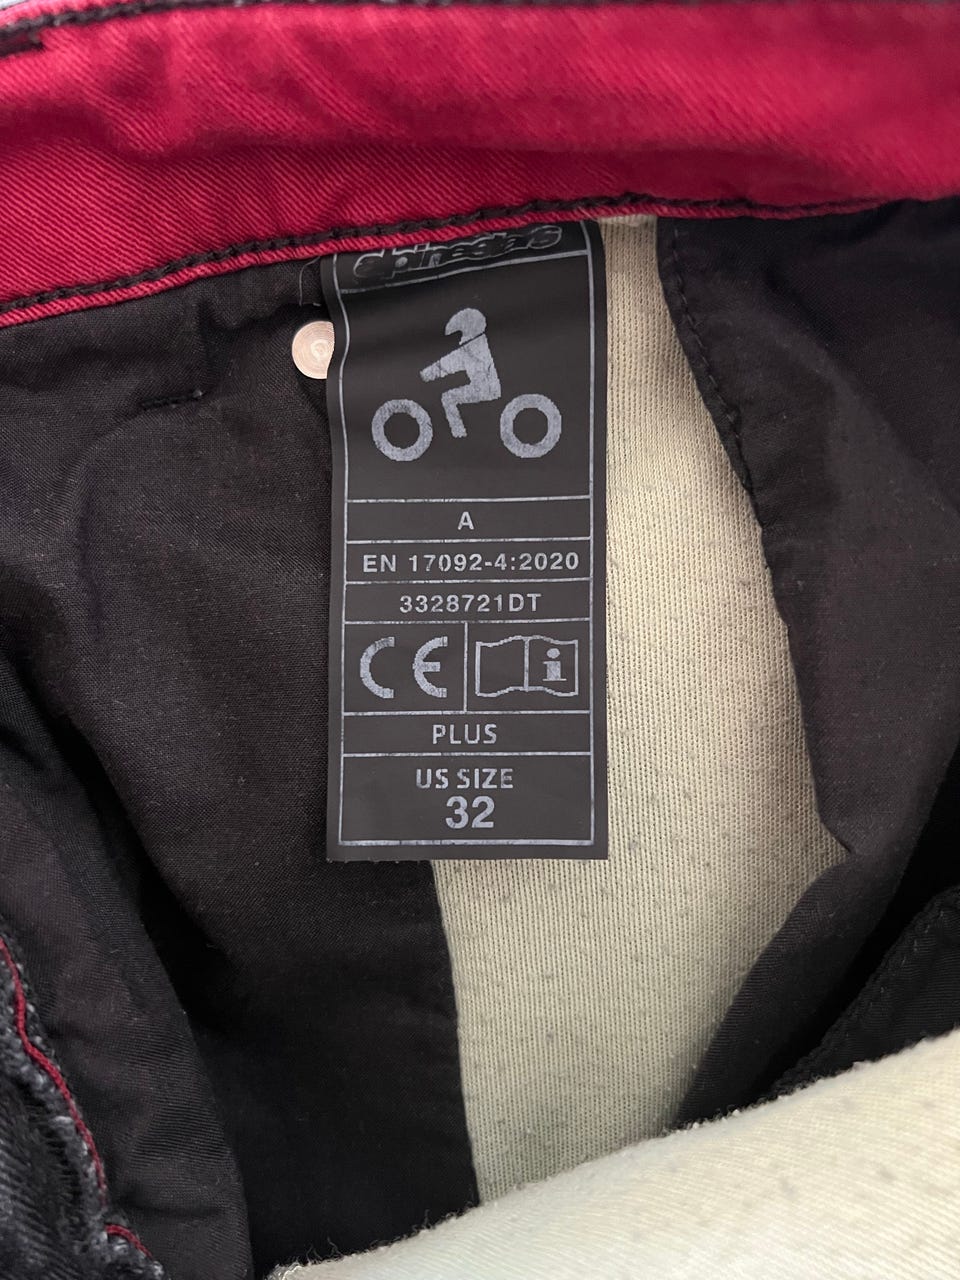 alpinestars
A
EN 17092-4:2020
3328721DT
CE
i
PLUS
US SIZE
32